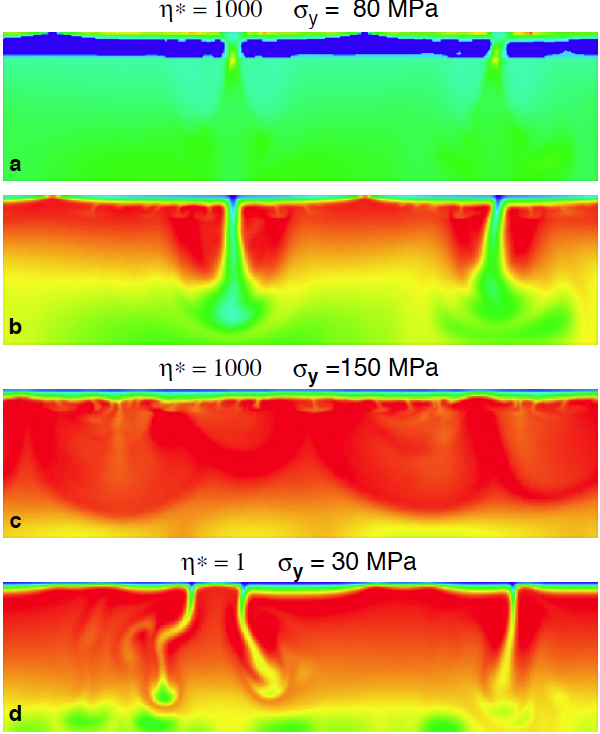 η* = 1000 σy = 80 MPa
a
b
η* = 1000 σy =150 MPa
c
η* = 1 σy = 30 MPa
d